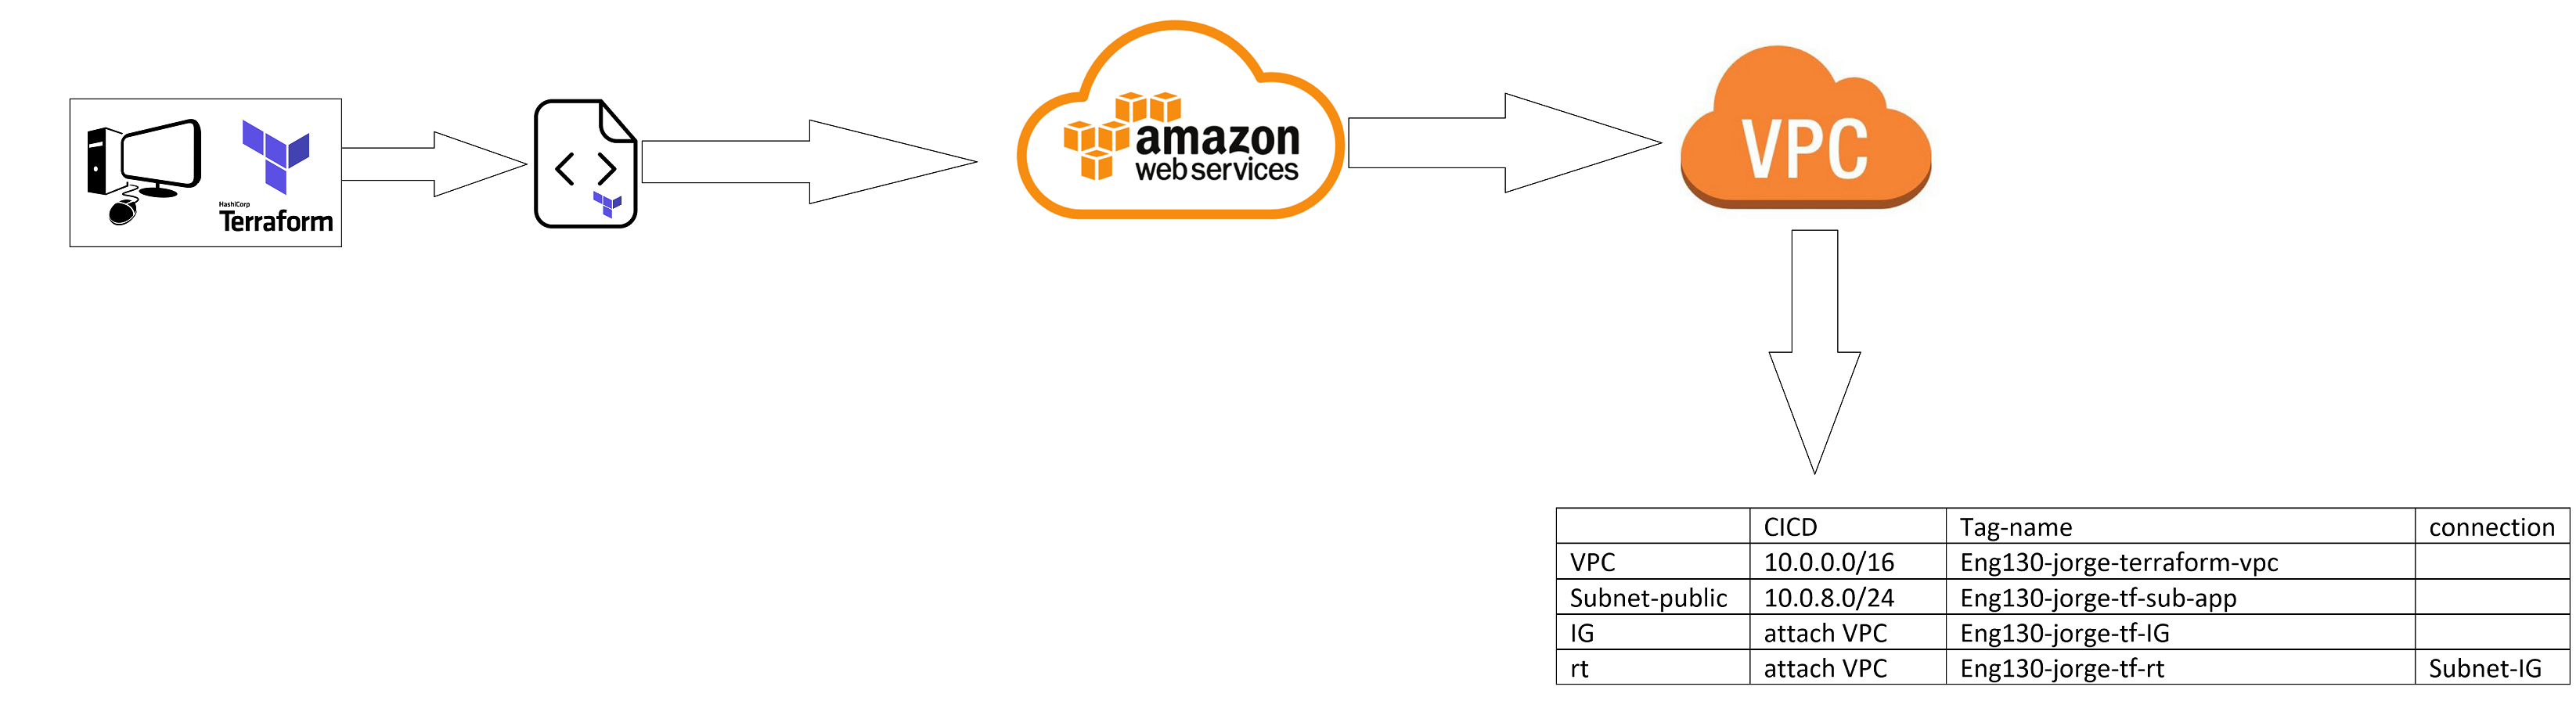 HashiCorp
Terraform
amazon
web services
VPC
CICD Tag-name connection
VPC 10.0.0.0/16 Eng130-jorge-terraform-vpc
Subnet-public 10.0.8.0/24 Eng130-jorge-tf-sub-app
IG attach VPC Eng130-jorge-tf-IG
rt attach VPC Eng130-jorge-tf-rt Subnet-IG